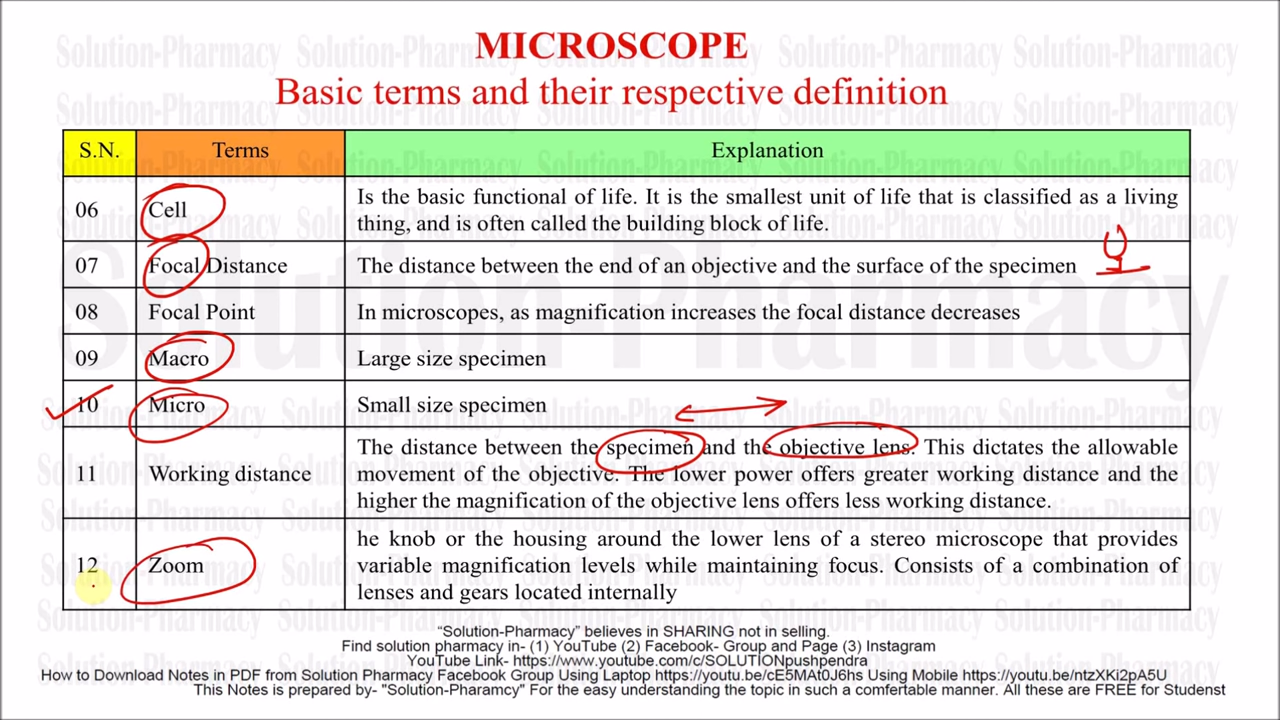 MICROSCOPE
Basic terms and their respective definition
S.N. Terms Explanation
06 Cell Is the basic functional of life. It is the smallest unit of life that is classified as a living
thing, and is often called the building block of life.
07 Focal Distance The distance between the end of an objective and the surface of the specimen
08 Focal Point In microscopes, as magnification increases the focal distance decreases
09 Macro Large size specimen
10 Micro Small size specimen
The distance between the specimen and the objective lens. This dictates the allowable
11 Working distance movement of the objective. The lower power offers greater working distance and the
higher the magnification of the objective lens offers less working distance.
he knob or the housing around the lower lens of a stereo microscope that provides
12 Zoom variable magnification levels while maintaining focus. Consists of a combination of
lenses and gears located internally
"Solution-Pharmacy" believes in SHARING not in selling.
Find solution pharmacy in- (1) YouTube (2) Facebook- Group and Page (3) Instagram
YouTube Link- https://www.youtube.com/c/SOLUTIONpushpendra
How to Download Notes in PDF from Solution Pharmacy Facebook Group Using Laptop https://youtu.be/cE5MAt0J6hs Using Mobile https://youtu.be/ntzXKi2pA5U
This Notes is prepared by- "Solution-Pharamcy" For the easy understanding the topic in such a comfertable manner. All these are FREE for Studenst
Solution-Pharmacy
Solution Pharmacy